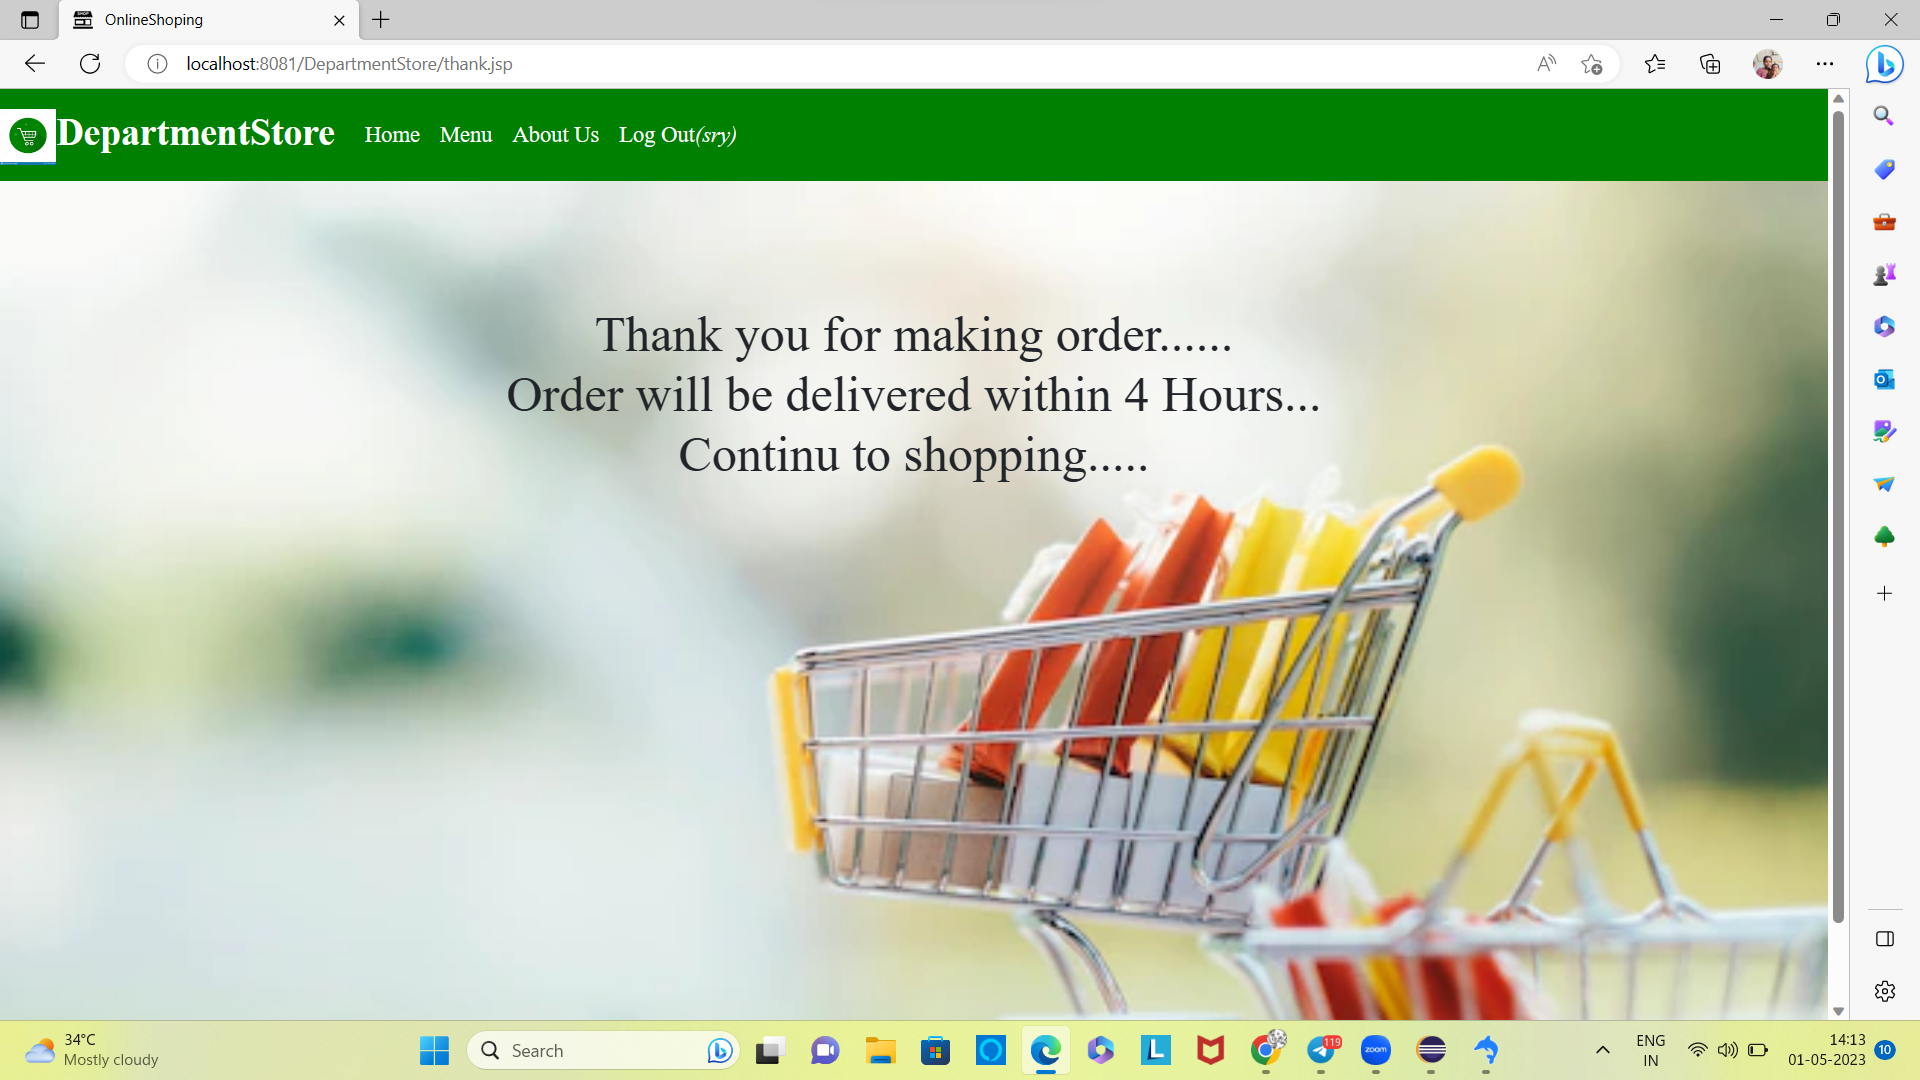 OnlineShoping
localhost:8081/DepartmentStore/thank.jsp
DepartmentStore Home Menu About Us Log Out(sry)
Thank you for making order......
Order will be delivered within 4 Hours...
Continu to shopping.....
34°C
Mostly cloudy
Search
119
zoom
ENG
IN
14:13
01-05-2023
10